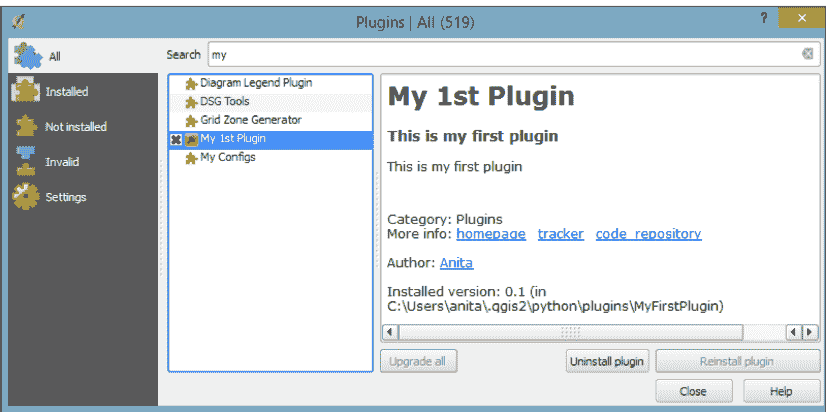 Plugins | All (519)
?
All
Installed
Not installed
Invalid
Settings
Search my
Diagram Legend Plugin
DSG Tools
Grid Zone Generator
My 1st Plugin
My Configs
My 1st Plugin
This is my first plugin
This is my first plugin
Category: Plugins
More info: homepage tracker code repository
Author: Anita
Installed version: 0.1 (in
C:\Users\anita\.qgis2\python\plugins\MyFirstPlugin)
Upgrade all
Uninstall plugin
Reinstall plugin
Close
Help